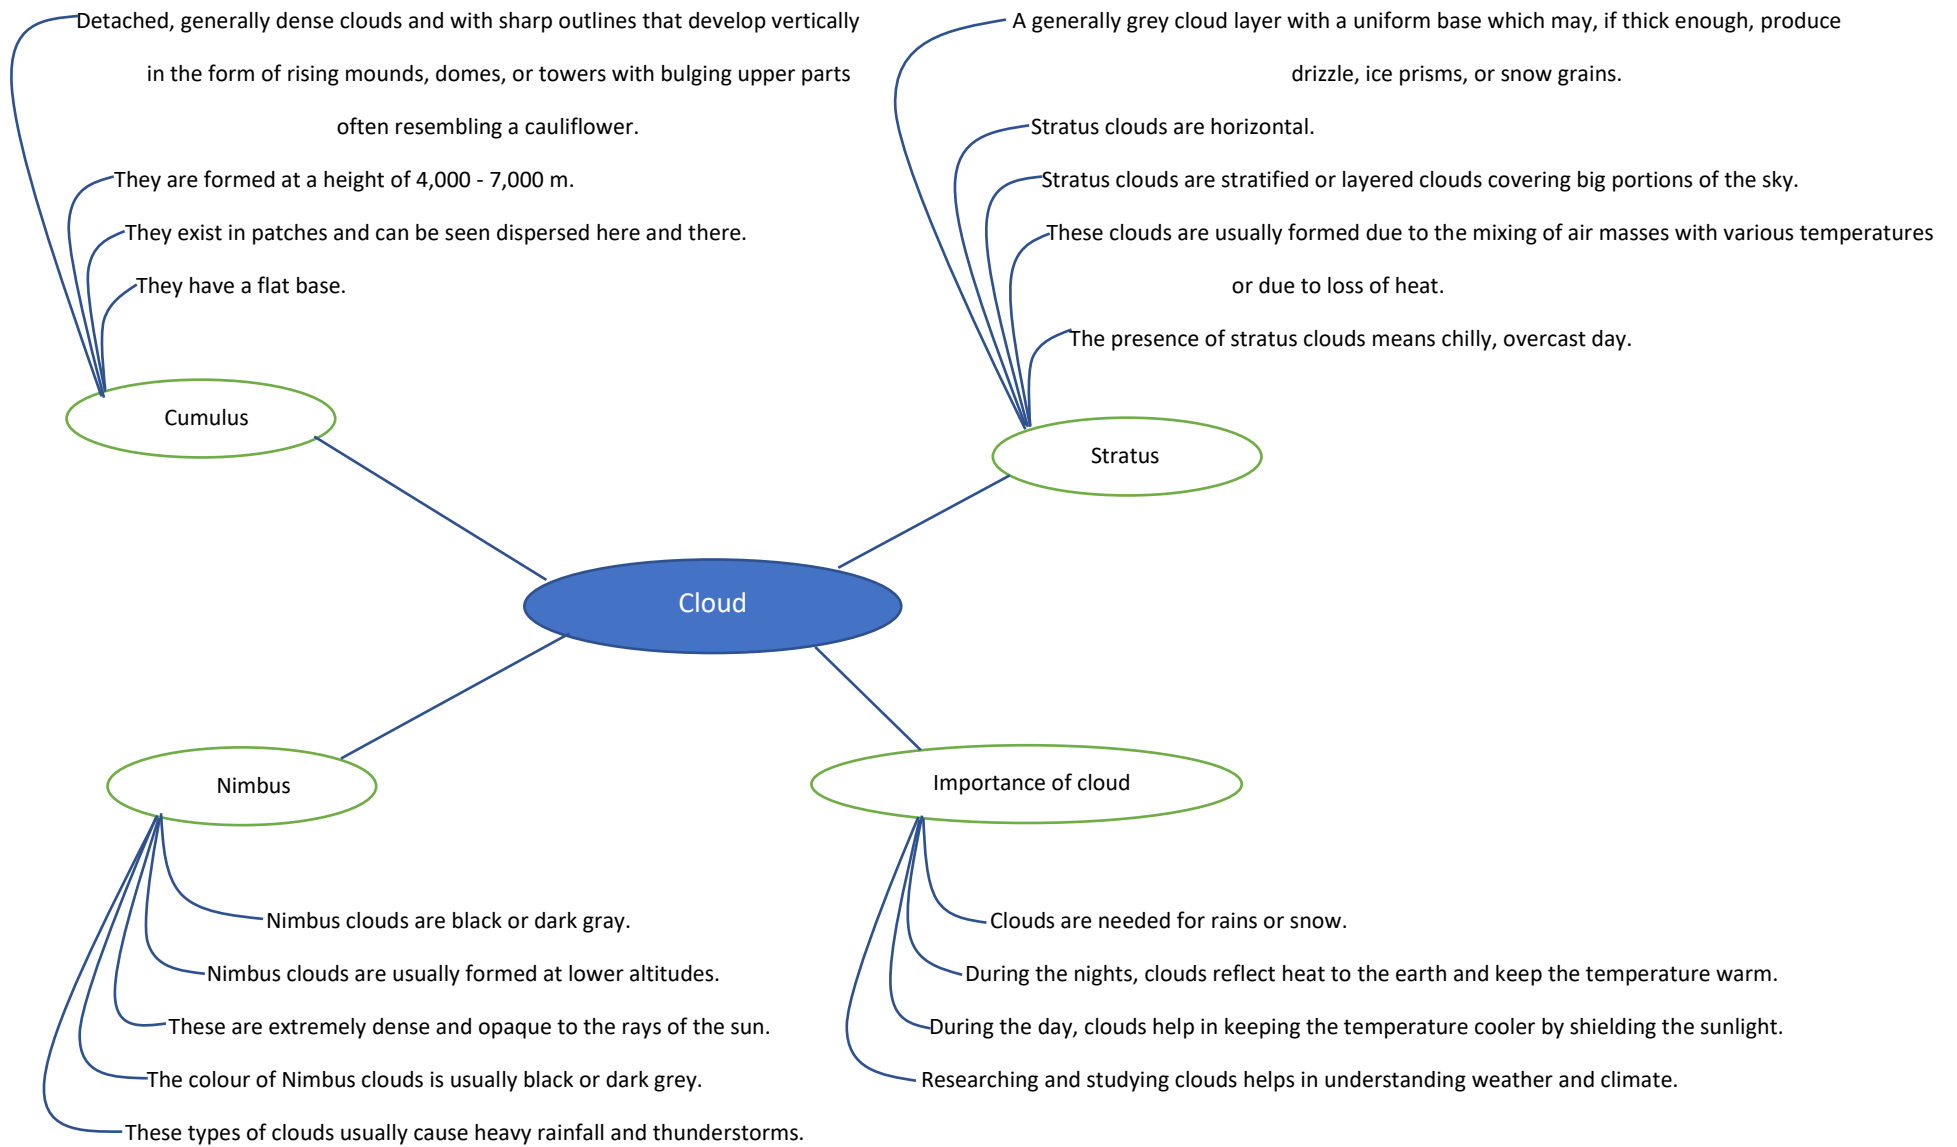 Detached, generally dense clouds and with sharp outlines that develop vertically
in the form of rising mounds, domes, or towers with bulging upper parts
often resembling a cauliflower.
They are formed at a height of 4,000 - 7,000 m.
They exist in patches and can be seen dispersed here and there.
They have a flat base.
Cumulus
A generally grey cloud layer with a uniform base which may, if thick enough, produce
drizzle, ice prisms, or snow grains.
Stratus clouds are horizontal.
Stratus clouds are stratified or layered clouds covering big portions of the sky.
These clouds are usually formed due to the mixing of air masses with various temperatures
or due to loss of heat.
The presence of stratus clouds means chilly, overcast day.
Stratus
Cloud
Nimbus
Nimbus clouds are black or dark gray.
Nimbus clouds are usually formed at lower altitudes.
These are extremely dense and opaque to the rays of the sun.
The colour of Nimbus clouds is usually black or dark grey.
These types of clouds usually cause heavy rainfall and thunderstorms.
Importance of cloud
Clouds are needed for rains or snow.
During the nights, clouds reflect heat to the earth and keep the temperature warm.
During the day, clouds help in keeping the temperature cooler by shielding the sunlight.
Researching and studying clouds helps in understanding weather and climate.